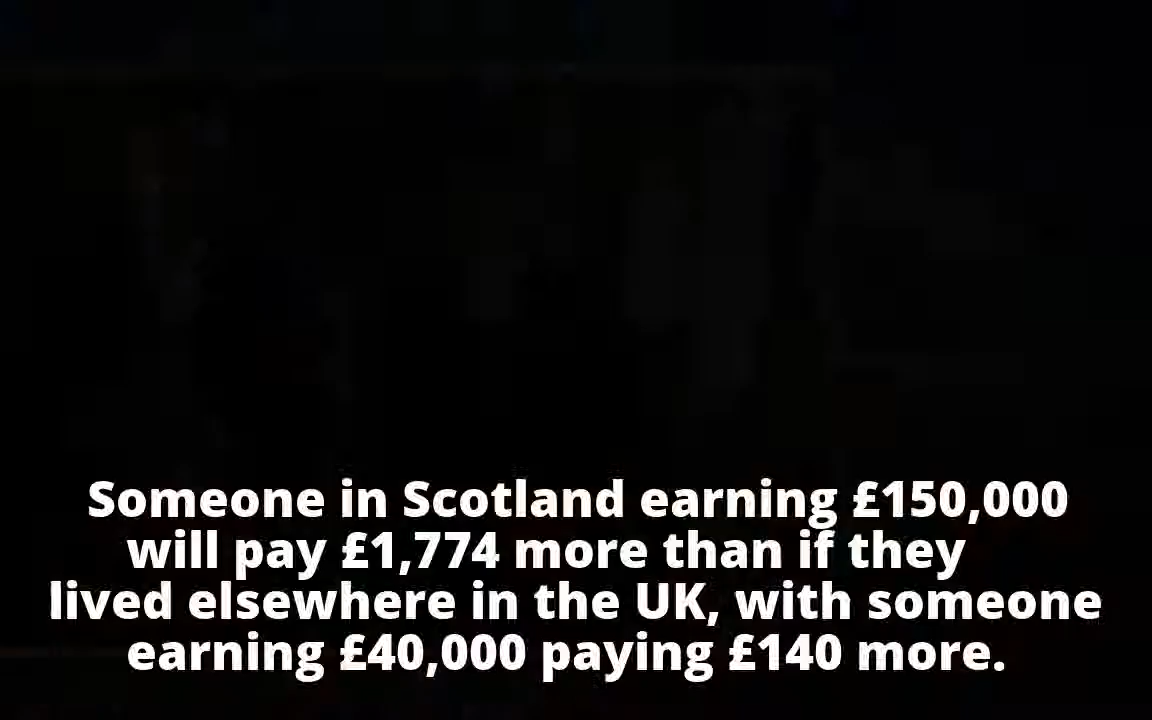 Someone in Scotland earning £150,000
will pay £1,774 more than if they
lived elsewhere in the UK, with someone
earning £40,000 paying £140 more.